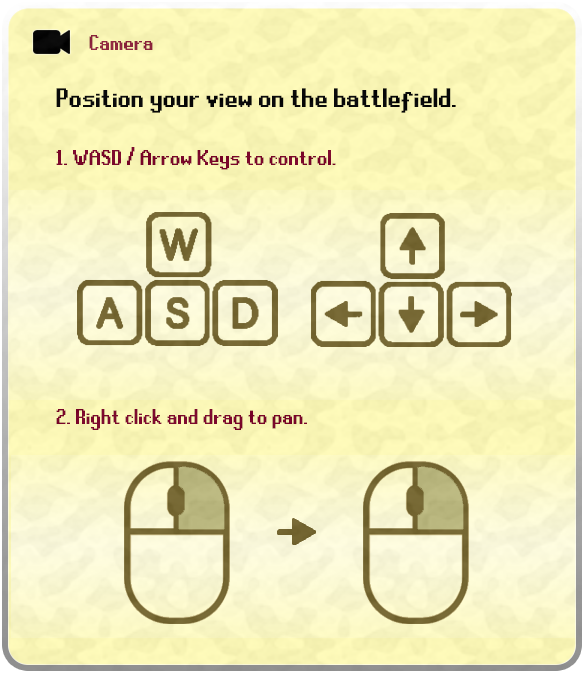 Camera
Position your view on the battlefield.
1. WASD / Arrow Keys to control.
W
A S D
2. Right click and drag to pan.